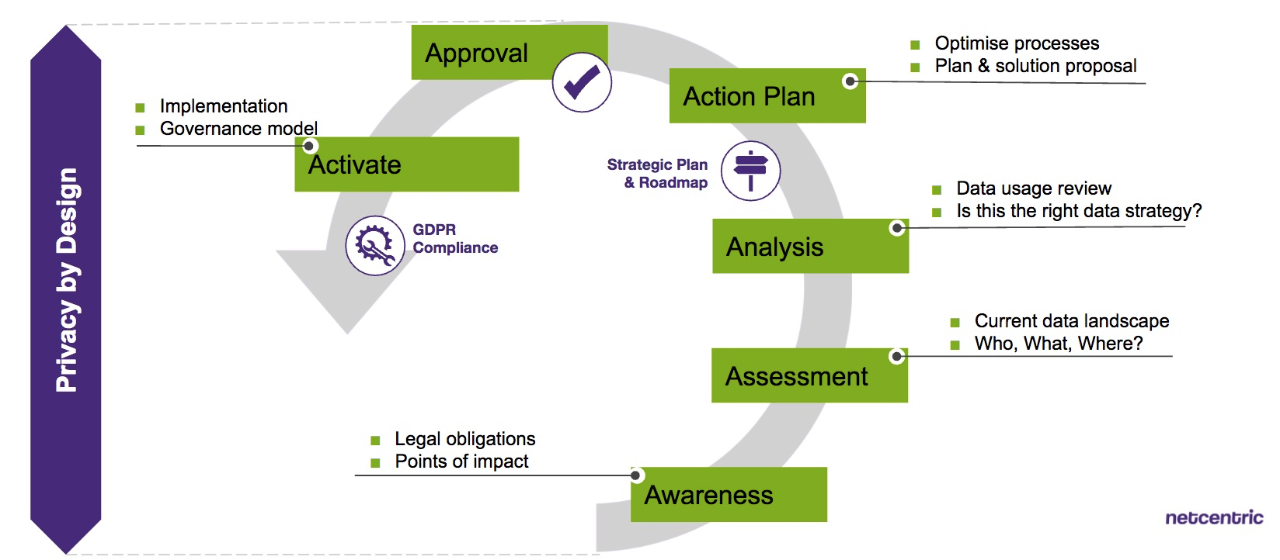 Privacy by Design
Approval
Action Plan
Optimise processes
Plan & solution proposal
Implementation
Governance model
Activate
Strategic Plan
& Roadmap
Data usage review
Is this the right data strategy?
Analysis
GDPR
Compliance
Current data landscape
Who, What, Where?
Assessment
Legal obligations
Points of impact
Awareness
netcentric